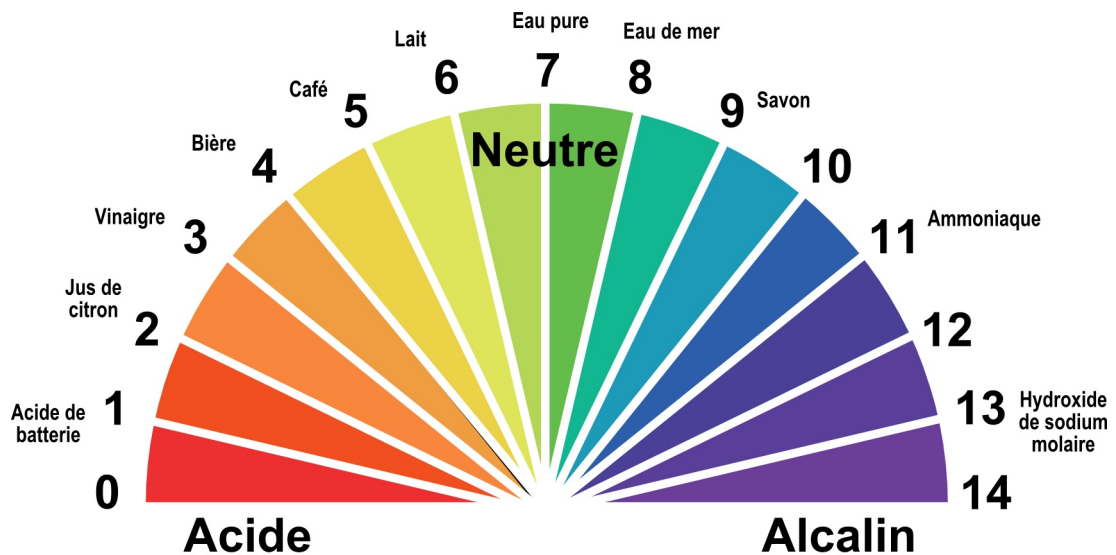 Acide de
batterie
0
1
Jus de
citron
2
Vinaigre
3
Bière
4
Café
5
Lait
6
Eau pure
7
Neutre
Eau de mer
8
Savon
9
10
Ammoniaque
11
12
Hydroxide
de sodium
molaire
13
14
Acide
Alcalin